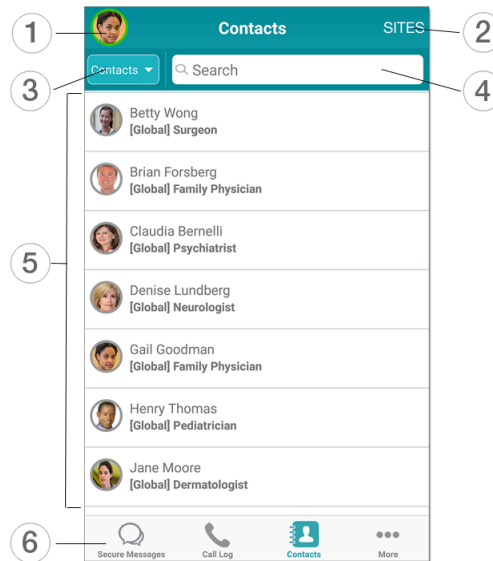 1
Contacts
SITES
2
3
Contacts
Search
4
Betty Wong
[Global] Surgeon
Brian Forsberg
[Global] Family Physician
Claudia Bernelli
[Global] Psychiatrist
5
Denise Lundberg
[Global] Neurologist
Gail Goodman
[Global] Family Physician
Henry Thomas
[Global] Pediatrician
Jane Moore
[Global] Dermatologist
6
Secure Messages
Call Log
Contacts
More